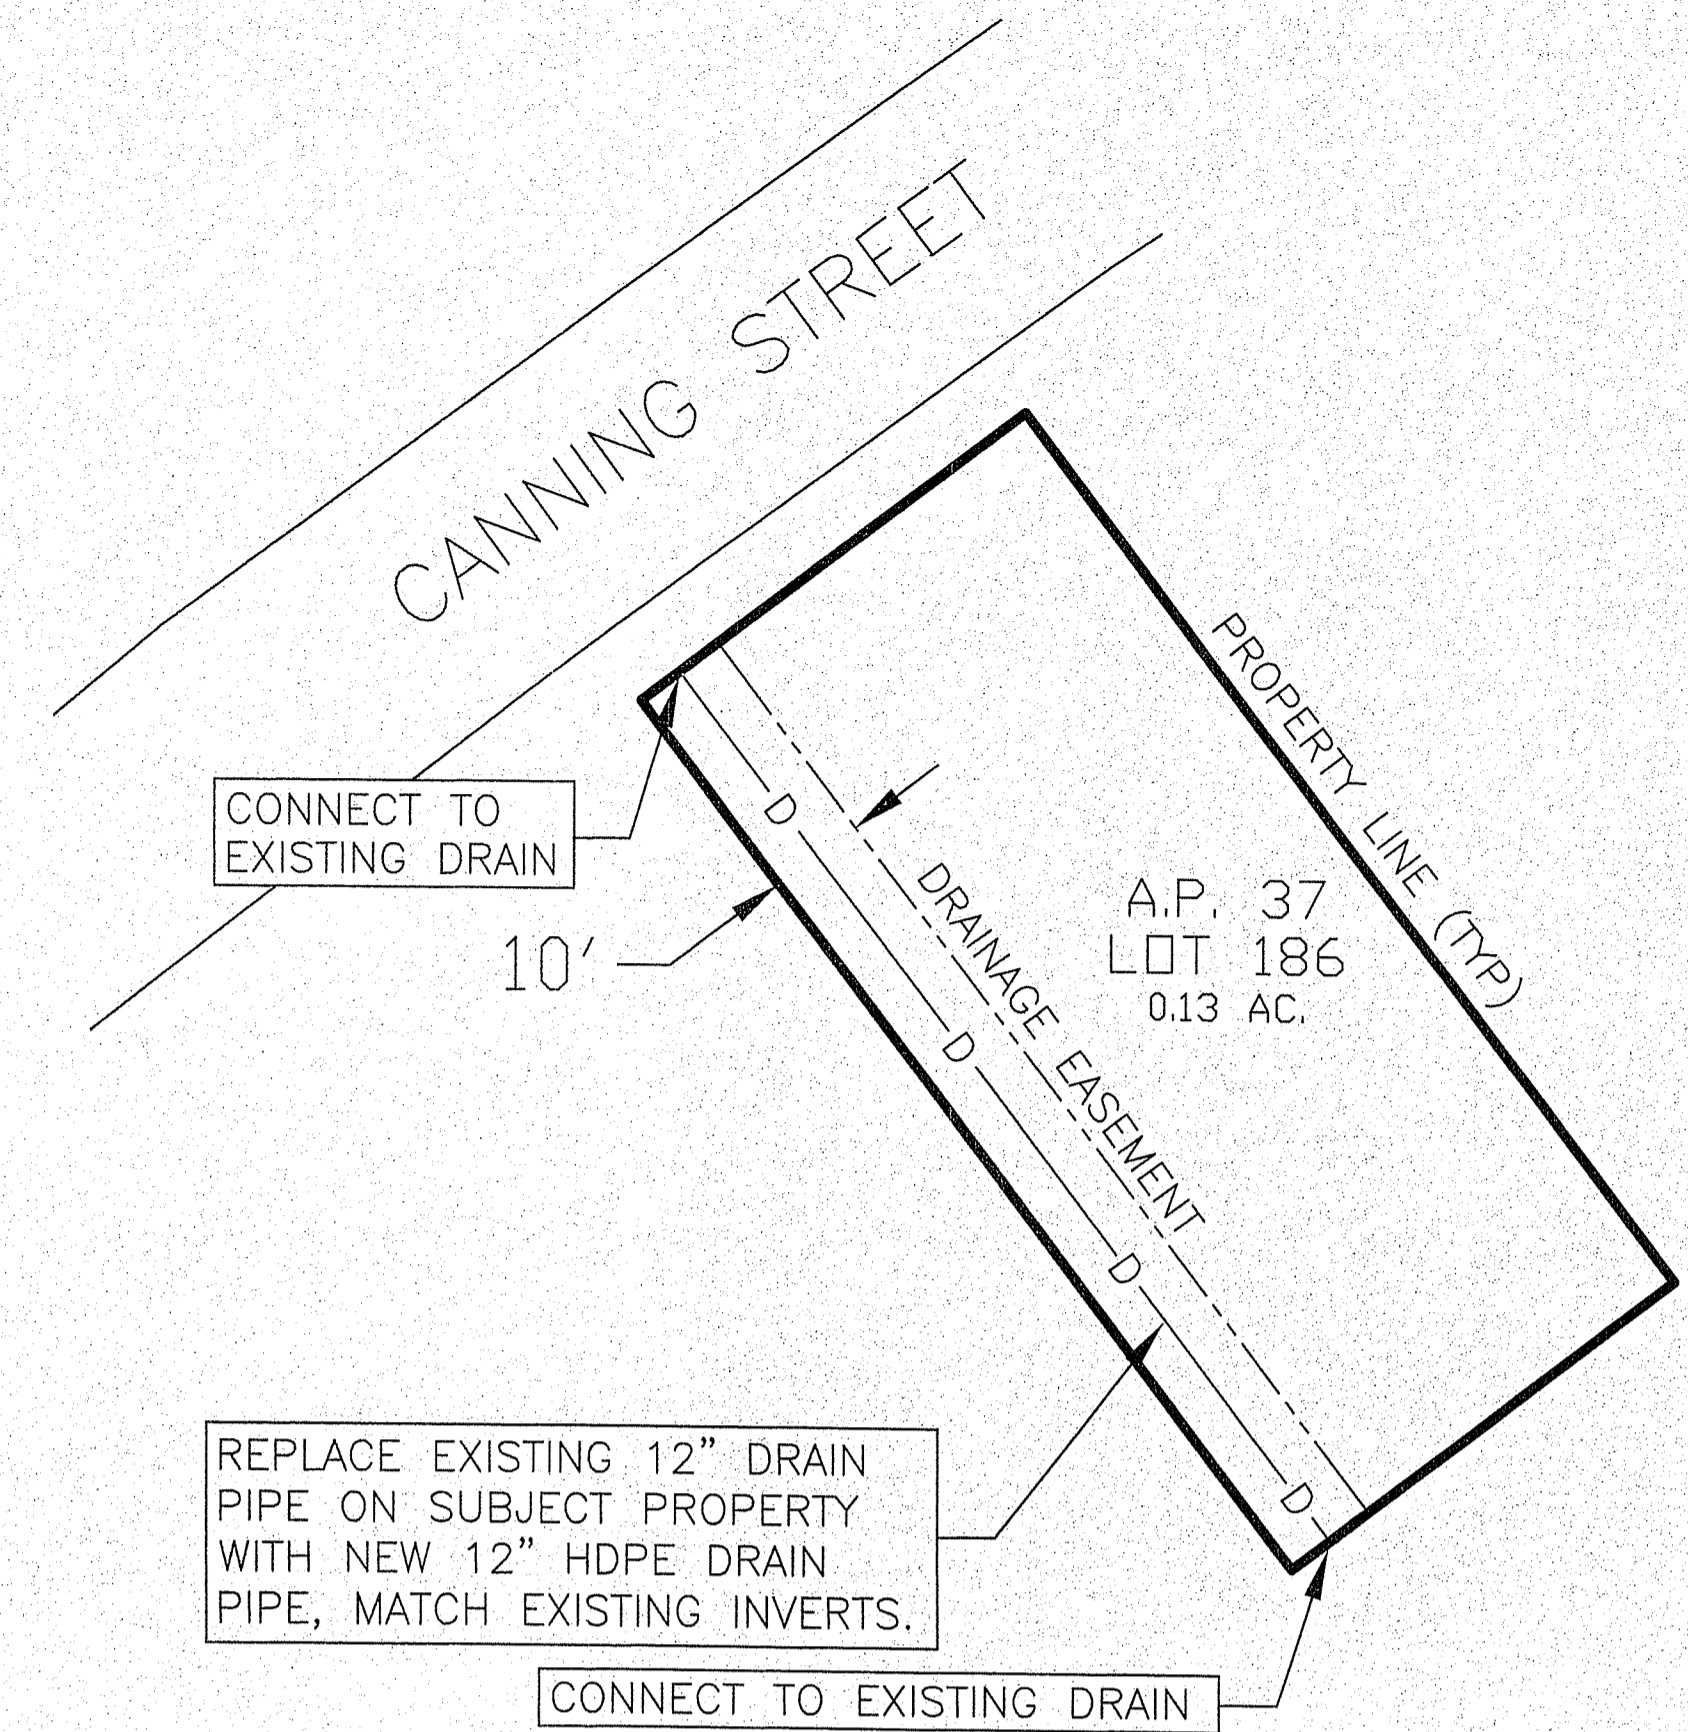 CANNING STREET
PROPERTY LINE (TYP)
CONNECT TO
EXISTING DRAIN
D
10'
DRAINAGE EASEMENT
A.P. 37
LOT 186
0.13 AC.
D
D
D
REPLACE EXISTING 12" DRAIN
PIPE ON SUBJECT PROPERTY
WITH NEW 12" HDPE DRAIN
PIPE, MATCH EXISTING INVERTS.
CONNECT TO EXISTING DRAIN